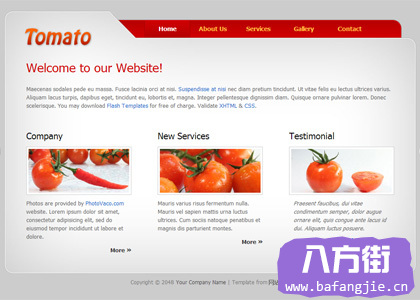 Tomato
Home About Us Services Gallery Contact
Welcome to our Website!
Maecenas sodales pede eu massa. Fusce lacinia orci at nisi. Suspendisse at nisi nec diam pretium tincidunt. Ut vitae felis eu lectus ultrices varius.
Aliquam lacus turpis, dapibus eget, tincidunt eu, lobortis et, magna. Integer pellentesque dignissim diam. Quisque ornare pulvinar lorem. Donec
scelerisque. You may download Flash Templates for free of charge. Validate XHTML & CSS.
Company
Photos are provided by PhotoVaco.com
website. Lorem ipsum dolor sit amet,
consectetur adipiscing elit, sed do
eiusmod tempor incididunt ut labore et
dolore.
More »
New Services
Mauris varius risus fermentum nulla.
Mauris vel sapien mattis urna luctus
ultrices. Cum sociis natoque penatibus et
magnis dis parturient montes.
More »
Testimonial
Praesent faucibus, dui vitae
condimentum semper, dolor augue
ornare elit, quis congue ante lacus id
dui. Aliquam luctus posuere.
Copyright © 2048 Your Company Name | Template from
八方街
www.bafangjie.cn